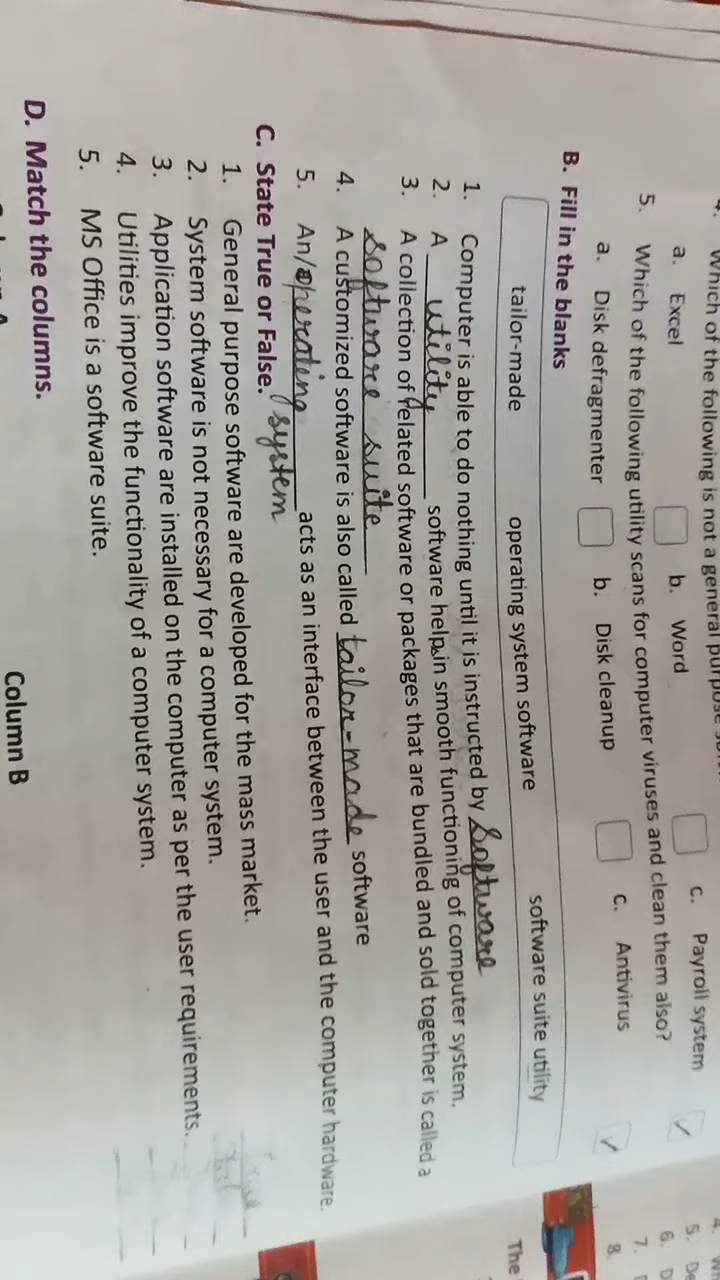 Which of the following is not a general purpose
a. Excel b. Word c. Payroll system ✓
5. Which of the following utility scans for computer viruses and clean them also?
a. Disk defragmenter b. Disk cleanup c. Antivirus ✓
B. Fill in the blanks
tailor-made operating system software software suite utility
1. Computer is able to do nothing until it is instructed by Software
2. A utility software helps in smooth functioning of computer system.
3. A collection of related software or packages that are bundled and sold together is called a
software suite
4. A customized software is also called tailor-made software
5. An/operating system acts as an interface between the user and the computer hardware.
C. State True or False.
1. General purpose software are developed for the mass market.
2. System software is not necessary for a computer system.
3. Application software are installed on the computer as per the user requirements.
4. Utilities improve the functionality of a computer system.
5. MS Office is a software suite.
D. Match the columns.
Column B
4.
5. De
6. D
7.
8.
The